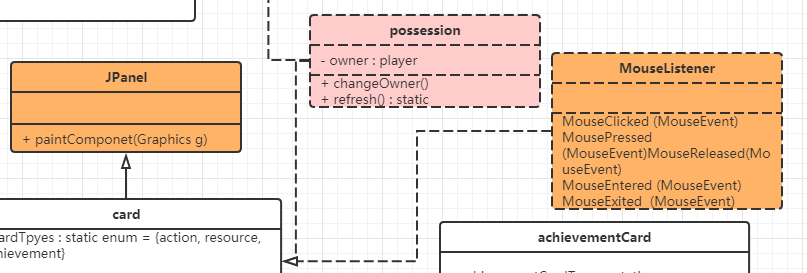 possession
- owner : player
+ changeOwner()
+ refresh() : static
JPanel
+ paintComponet(Graphics g)
MouseListener
MouseClicked (MouseEvent)
MousePressed
(MouseEvent)MouseReleased(Mo
useEvent)
MouseEntered (MouseEvent)
MouseExited (MouseEvent)
card
ardTpyes : static enum = {action, resource,
hievement}
achievementCard